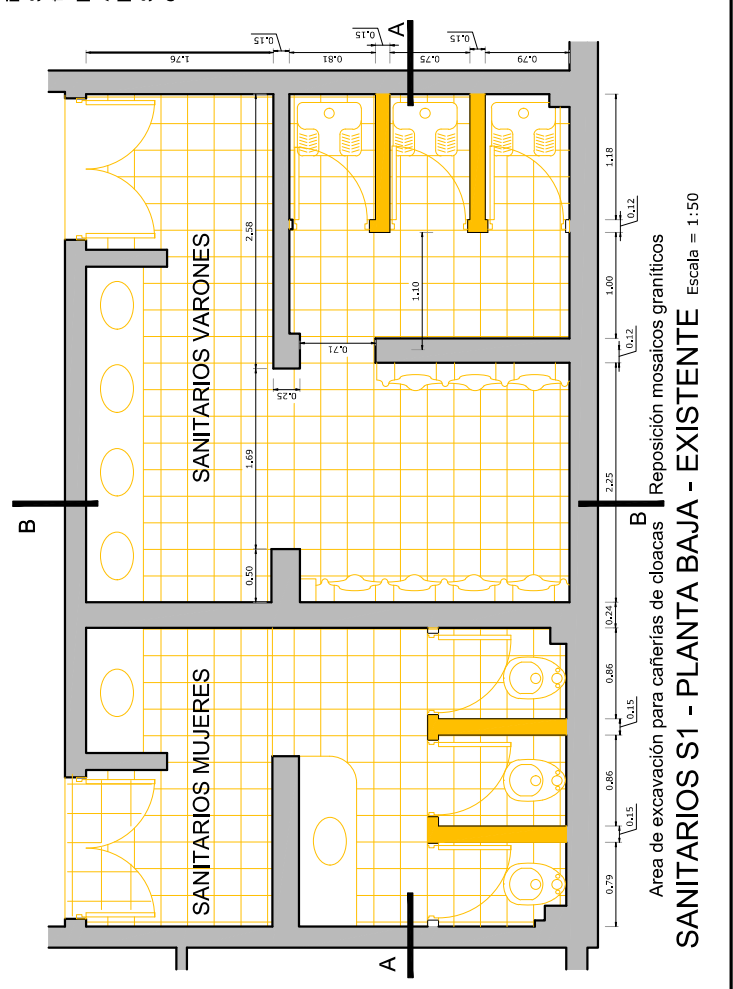 SANITARIOS VARONES
SANITARIOS MUJERES
A
A
B
B
1.76
0.15
0.81
0.15
0.75
0.15
0.79
2.58
1.69
0.50
0.25
0.71
1.10
1.18
0.12
1.00
0.12
2.25
0.24
0.86
0.15
0.86
0.15
0.79
Area de excavación para cañerías de cloacas
Reposición mosaicos graníticos
SANITARIOS S1 - PLANTA BAJA - EXISTENTE Escala = 1:50